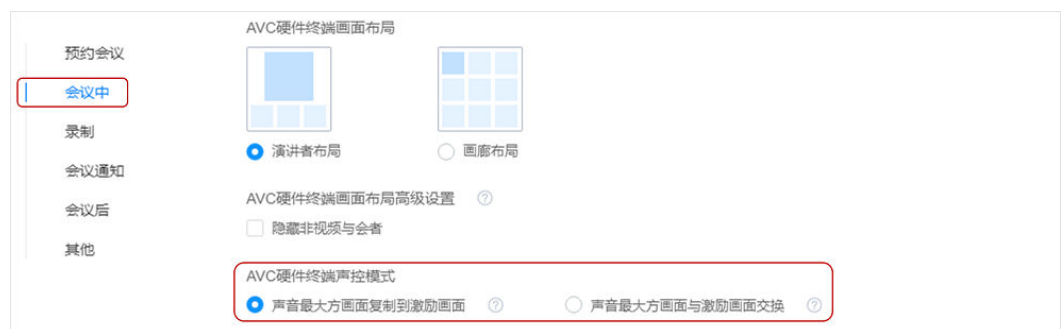 预约会议
会议中
录制
会议通知
会议后
其他
AVC硬件终端画面布局
演讲者布局 画廊布局
AVC硬件终端画面布局高级设置 ?
隐藏非视频与会者
AVC硬件终端声控模式
声音最大方画面复制到激励画面 ? 声音最大方画面与激励画面交换 ?